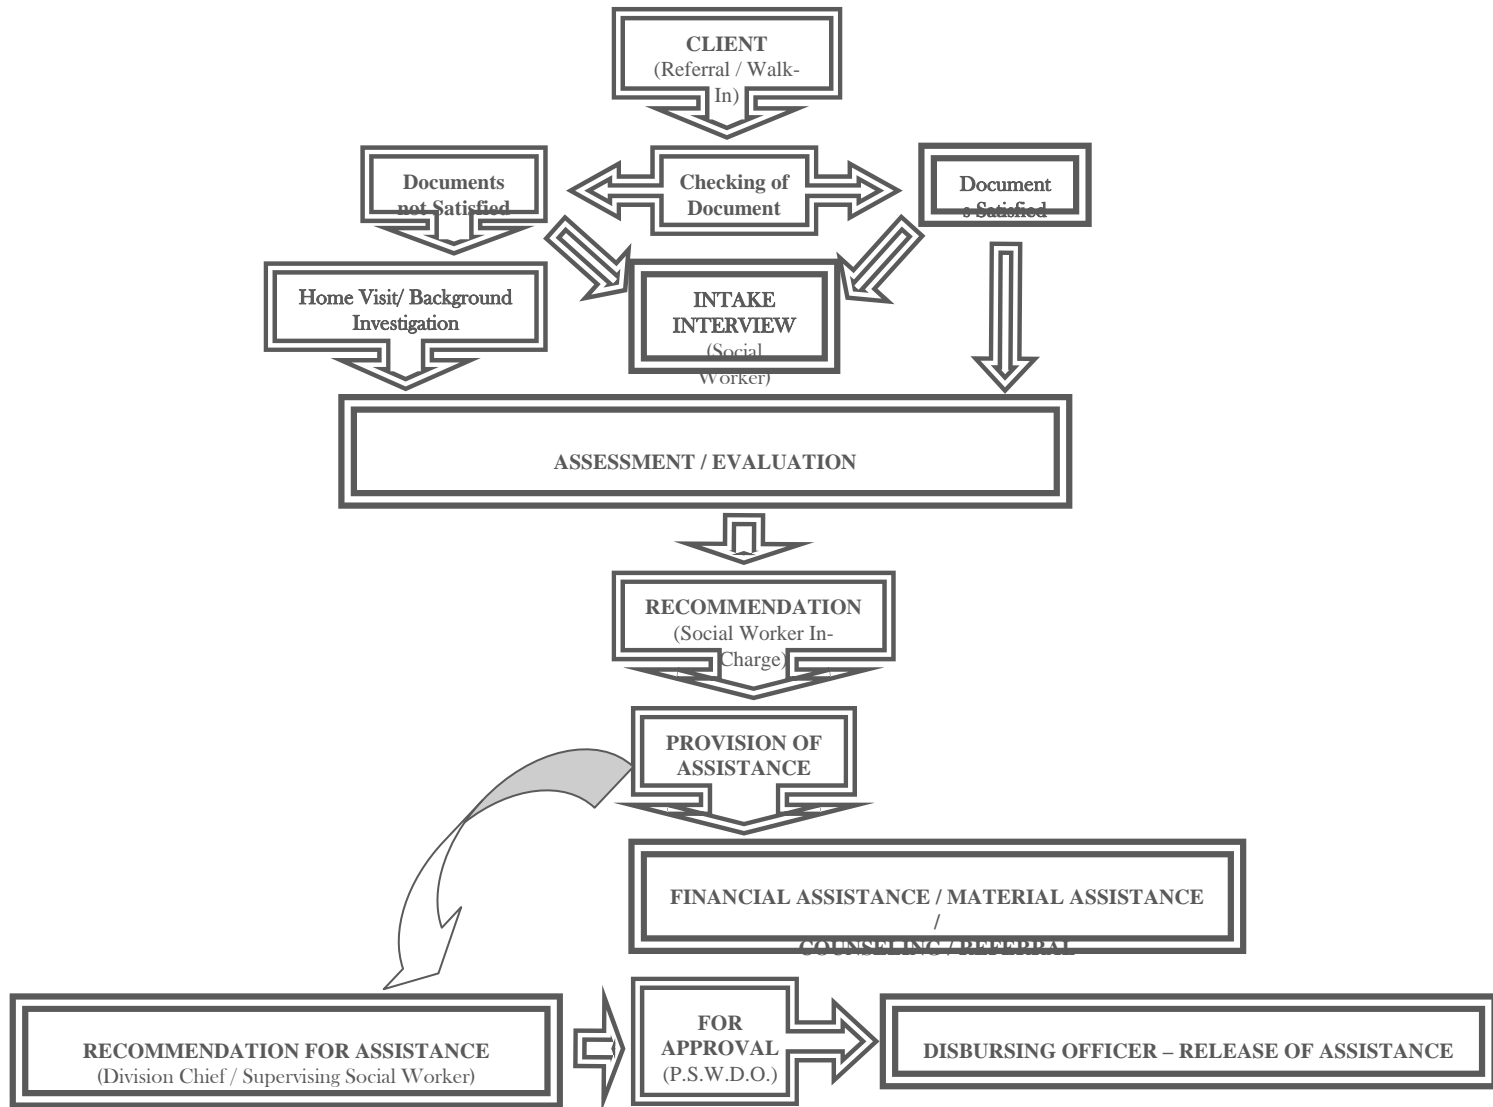 CLIENT
(Referral / Walk-
In)
Documents
not Satisfied
Checking of
Document
Document
s Satisfied
Home Visit/ Background
Investigation
INTAKE
INTERVIEW
(Social
Worker)
ASSESSMENT / EVALUATION
RECOMMENDATION
(Social Worker In-
Charge)
PROVISION OF
ASSISTANCE
FINANCIAL ASSISTANCE / MATERIAL ASSISTANCE
/
COUNSELING / REFERRAL
RECOMMENDATION FOR ASSISTANCE
(Division Chief / Supervising Social Worker)
FOR
APPROVAL
(P.S.W.D.O.)
DISBURSING OFFICER – RELEASE OF ASSISTANCE